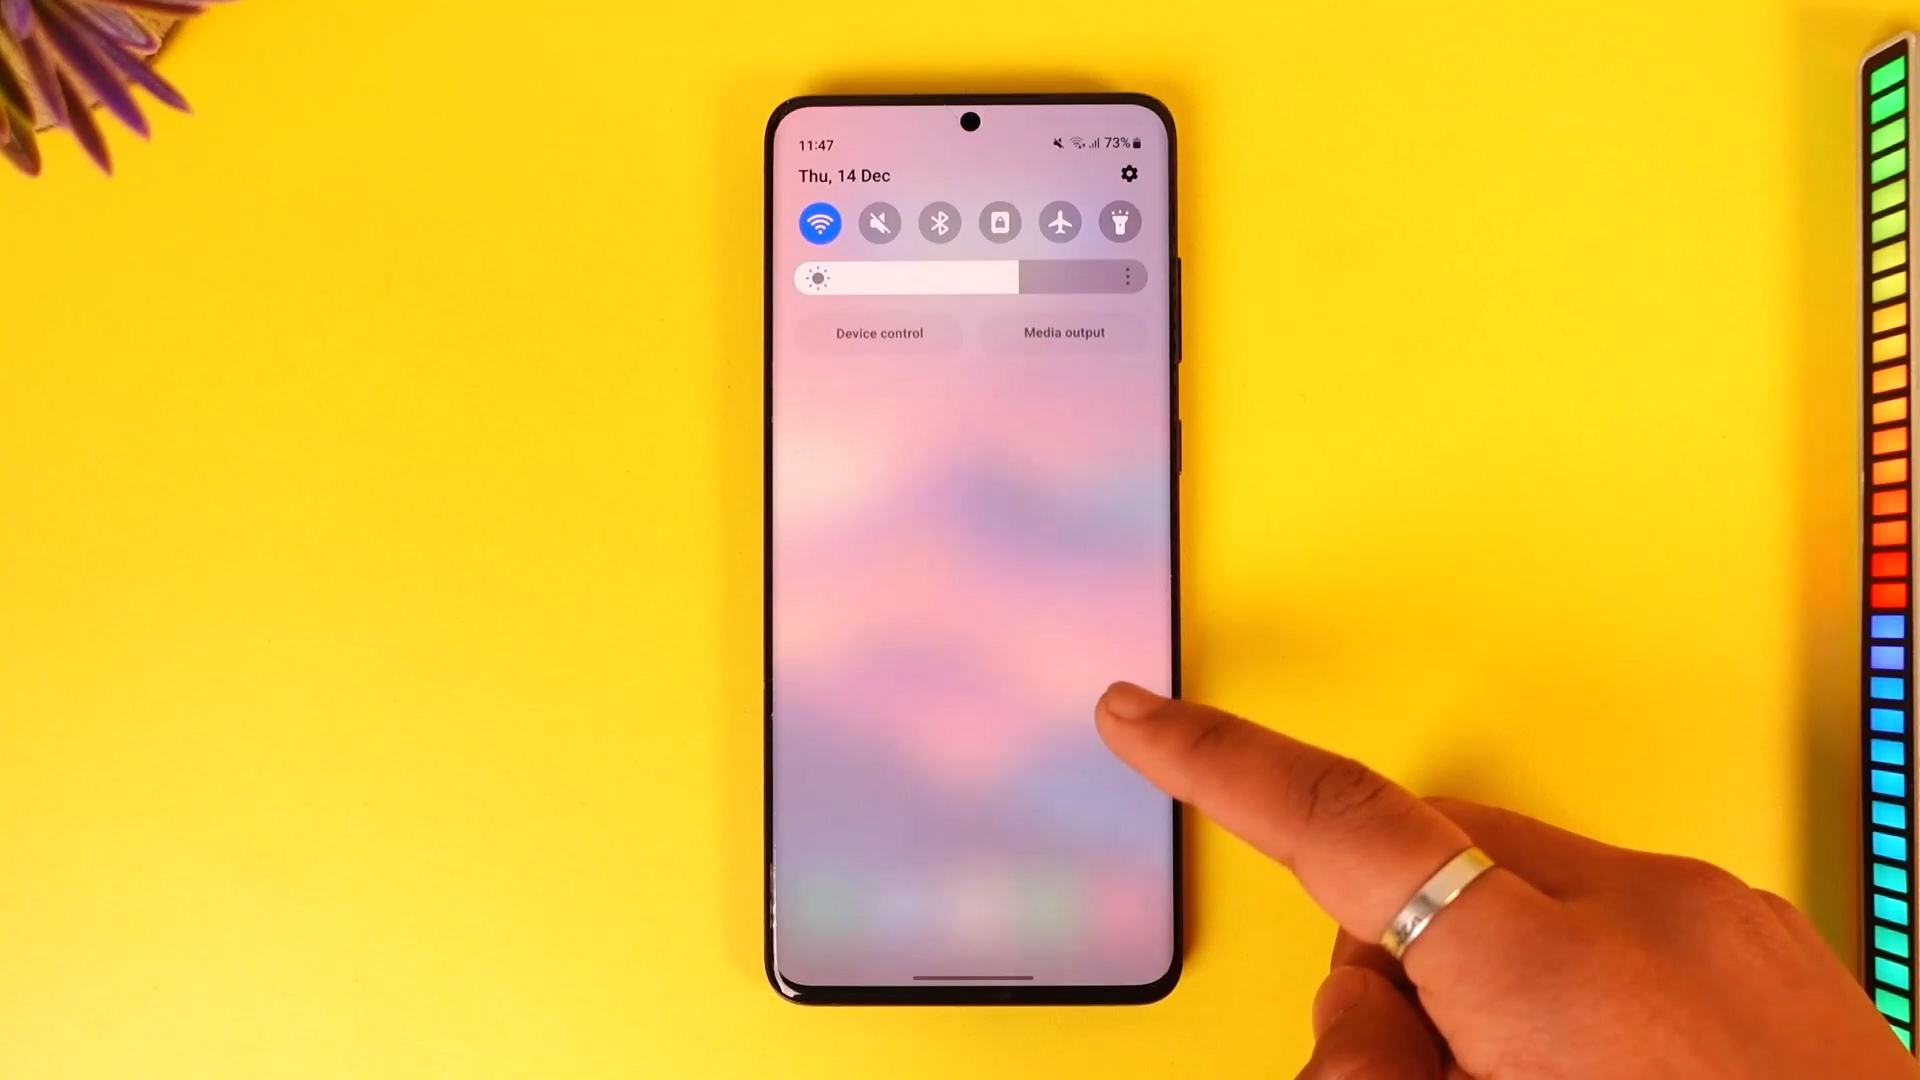 11:47
73%
Thu, 14 Dec
Device control
Media output